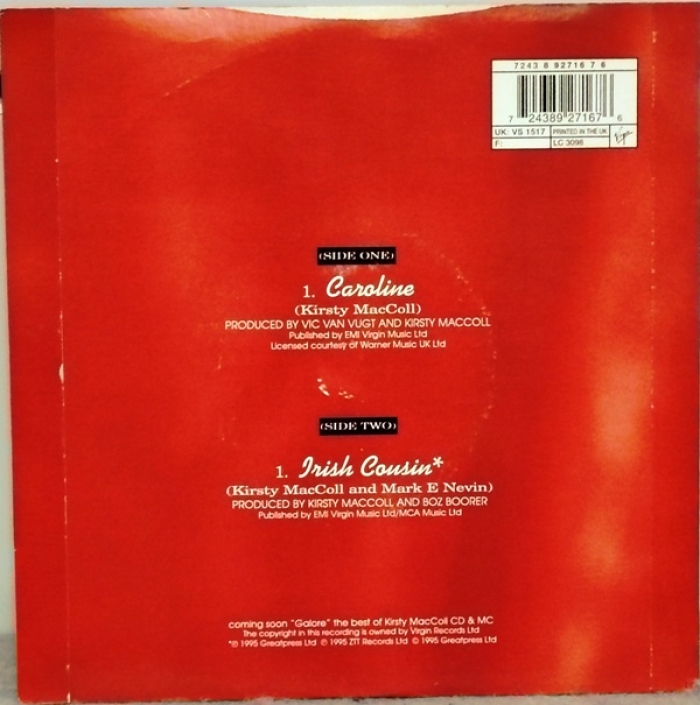 7243 8 92716 7 6
7 24389 27167 6
UK: VS 1517 PRINTED IN THE UK
F: LC 3098
Virgin
(SIDE ONE)
1. Caroline
(Kirsty MacColl)
PRODUCED BY VIC VAN VUGT AND KIRSTY MACCOLL
Published by EMI Virgin Music Ltd
Licensed courtesy of Warner Music UK Ltd
(SIDE TWO)
1. Irish Cousin*
(Kirsty MacColl and Mark E Nevin)
PRODUCED BY KIRSTY MACCOLL AND BOZ BOORER
Published by EMI Virgin Music Ltd/MCA Music Ltd
coming soon "Galore" the best of Kirsty MacColl CD & MC
The copyright in this recording is owned by Virgin Records Ltd
*℗ 1995 Greatpress Ltd ℗ 1995 ZTT Records Ltd © 1995 Greatpress Ltd